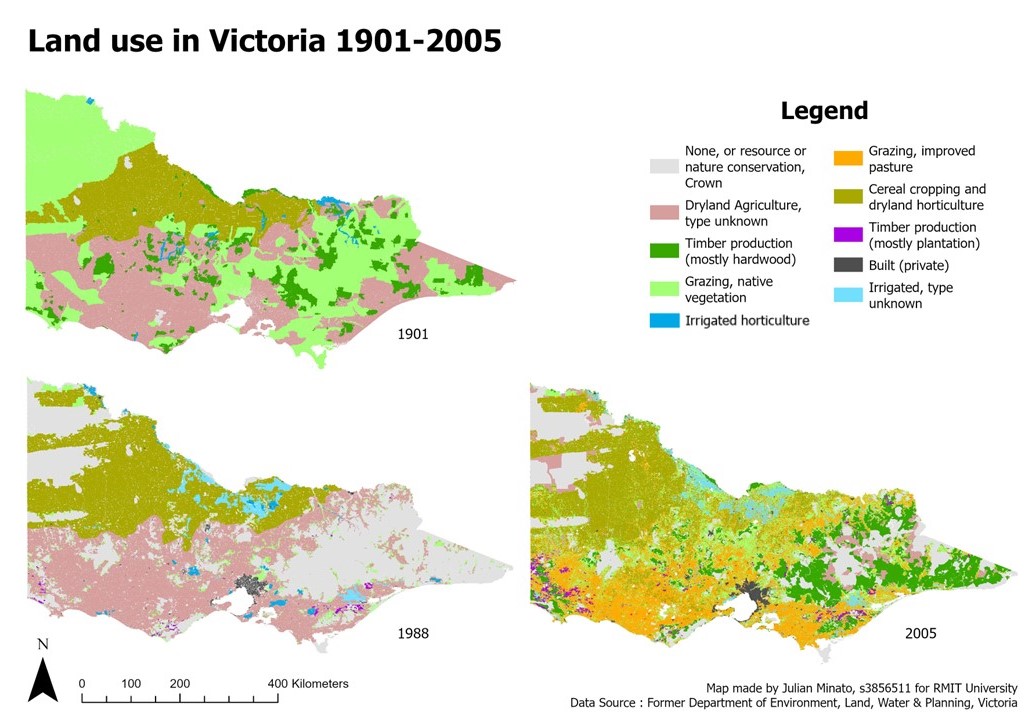 Land use in Victoria 1901-2005
Legend
None, or resource or
nature conservation,
Crown
Dryland Agriculture,
type unknown
Timber production
(mostly hardwood)
Grazing, native
vegetation
Irrigated horticulture
Grazing, improved
pasture
Cereal cropping and
dryland horticulture
Timber production
(mostly plantation)
Built (private)
Irrigated, type
unknown
1901
1988
2005
N
0 100 200 400 Kilometers
Map made by Julian Minato, s3856511 for RMIT University
Data Source : Former Department of Environment, Land, Water & Planning, Victoria